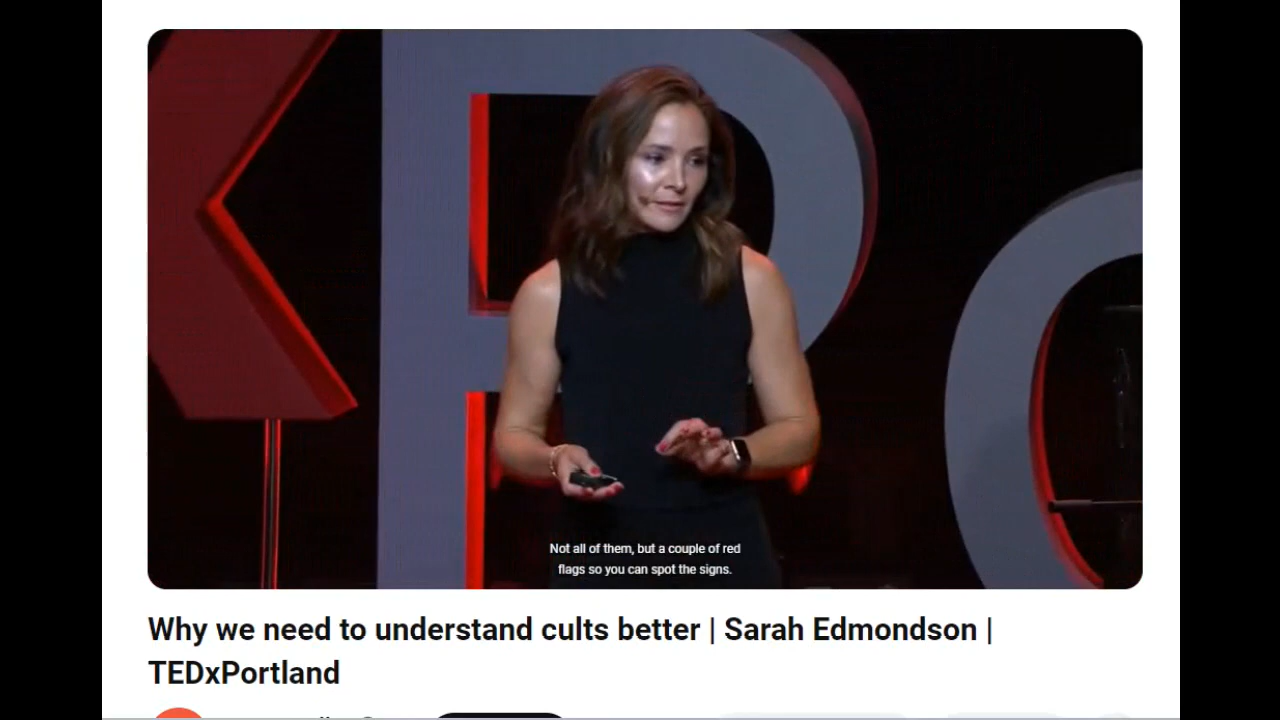 Not all of them, but a couple of red
flags so you can spot the signs.
Why we need to understand cults better | Sarah Edmondson |
TEDxPortland